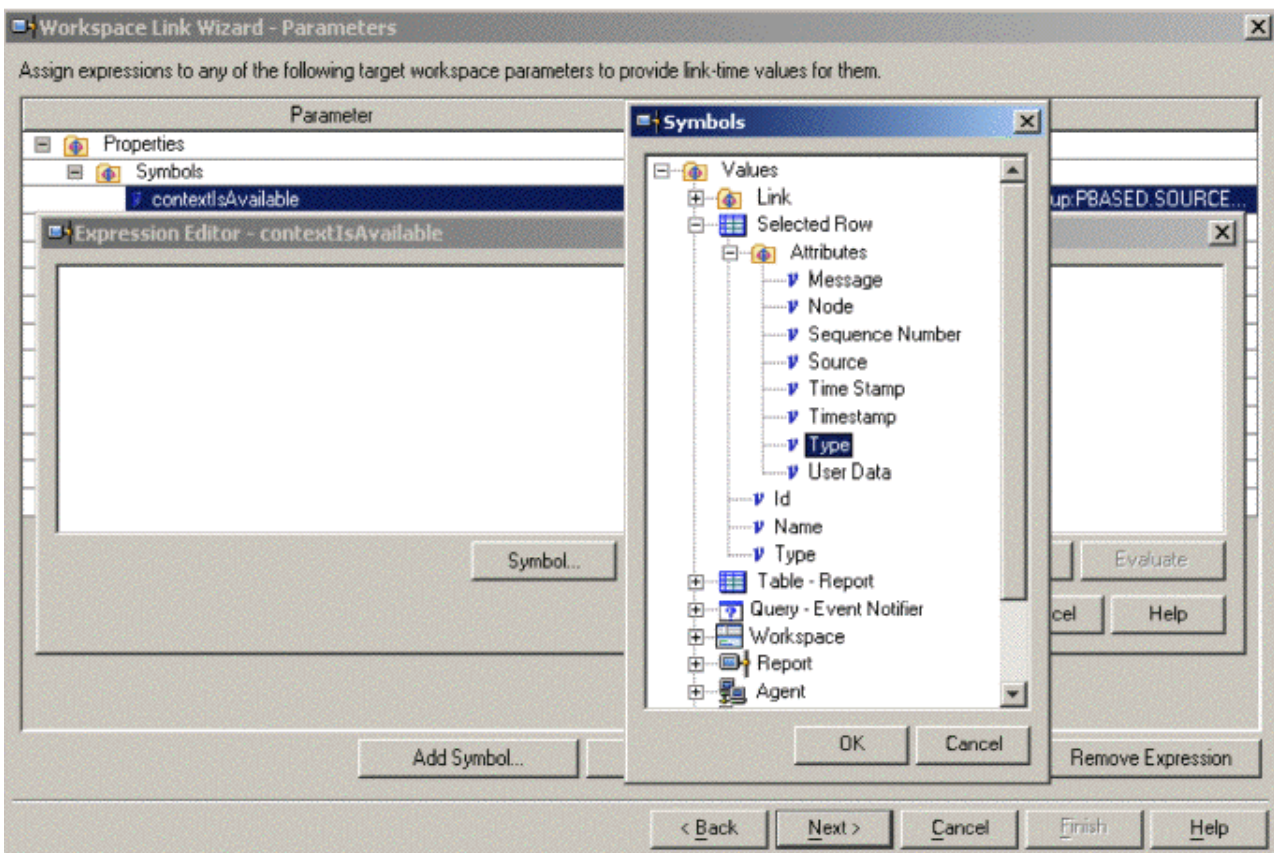 Workspace Link Wizard - Parameters
Assign expressions to any of the following target workspace parameters to provide link-time values for them.
Parameter
Properties
Symbols
contextIsAvailable
up:PBASED.SOURCE...
Expression Editor - contextIsAvailable
Symbol...
Evaluate
cel
Help
Symbols
Values
Link
Selected Row
Attributes
Message
Node
Sequence Number
Source
Time Stamp
Timestamp
Type
User Data
Id
Name
Type
Table - Report
Query - Event Notifier
Workspace
Report
Agent
OK Cancel
Add Symbol... Remove Expression
< Back Next > Cancel Finish Help